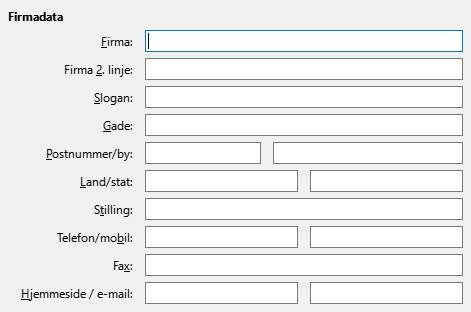 Firmadata
Firma:
Firma 2. linje:
Slogan:
Gade:
Postnummer/by:
Land/stat:
Stilling:
Telefon/mobil:
Fax:
Hjemmeside / e-mail: